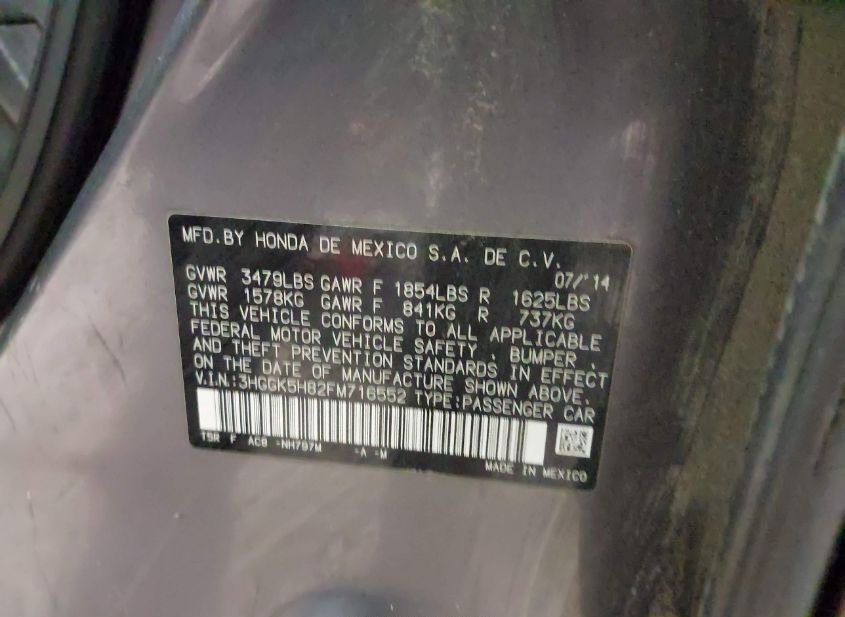 MFD.BY HONDA DE MEXICO S.A. DE C.V.
07/'14
GVWR 3479LBS GAWR F 1854LBS R 1625LBS
GVWR 1578KG GAWR F 841KG R 737KG
THIS VEHICLE CONFORMS TO ALL APPLICABLE
FEDERAL MOTOR VEHICLE SAFETY , BUMPER ,
AND THEFT PREVENTION STANDARDS IN EFFECT
ON THE DATE OF MANUFACTURE SHOWN ABOVE.
V.I.N:3HGGK5H82FM716552 TYPE:PASSENGER CAR
F AC9 -NH797M -A -M
MADE IN MEXICO